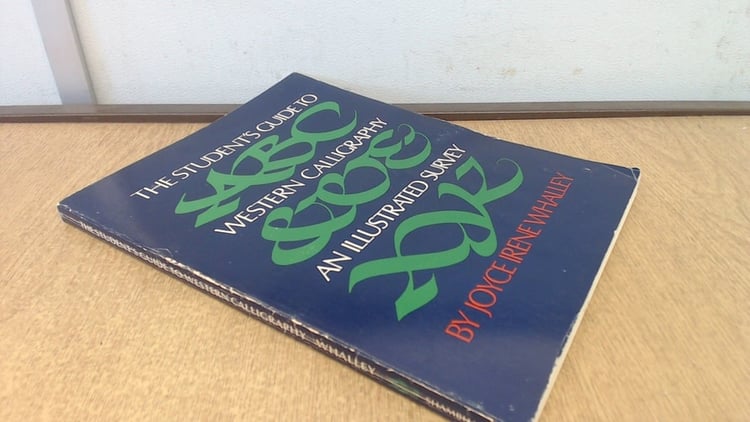 THE STUDENT'S GUIDE TO
ABC
WESTERN CALLIGRAPHY
AN ILLUSTRATED SURVEY
BY JOYCE IRENE WHALLEY
THE STUDENT'S GUIDE TO WESTERN CALLIGRAPHY WHALLEY